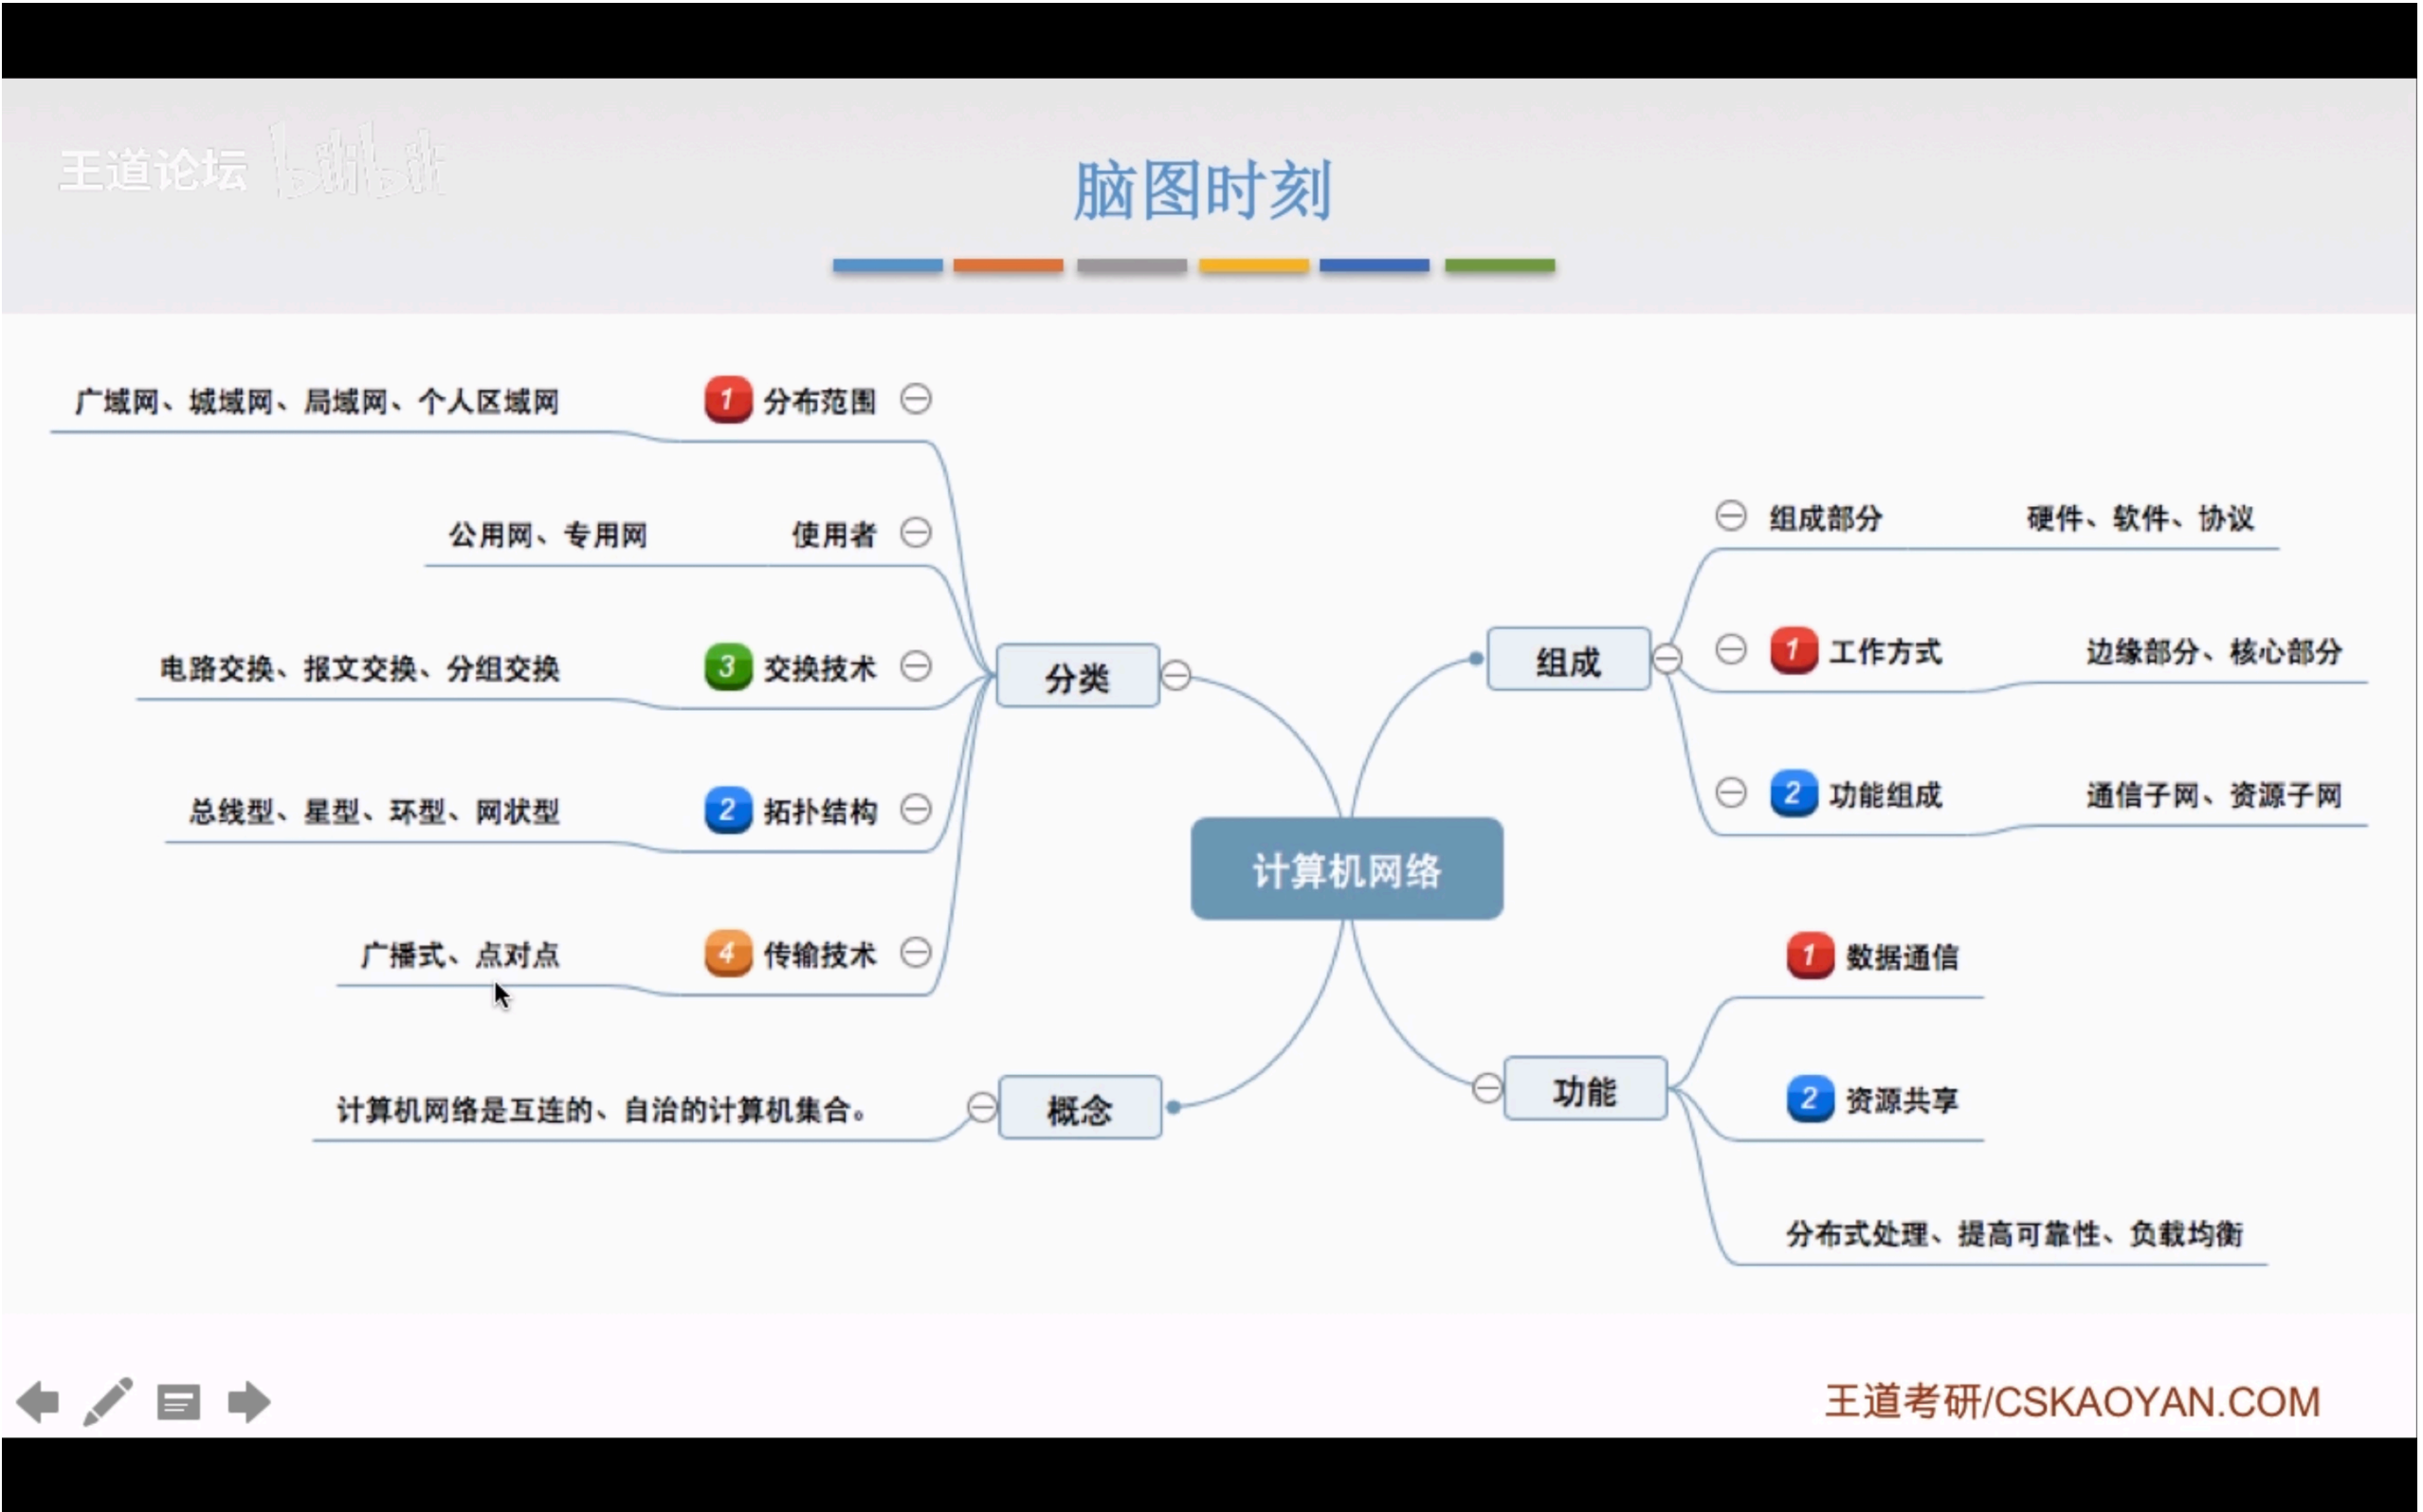 王道论坛 bilibili
脑图时刻
广域网、城域网、局域网、个人区域网 1 分布范围
公用网、专用网 使用者
电路交换、报文交换、分组交换 3 交换技术
总线型、星型、环型、网状型 2 拓扑结构
广播式、点对点 4 传输技术
分类
计算机网络是互连的、自治的计算机集合。
概念
计算机网络
组成
组成部分 硬件、软件、协议
1 工作方式 边缘部分、核心部分
2 功能组成 通信子网、资源子网
功能
1 数据通信
2 资源共享
分布式处理、提高可靠性、负载均衡
王道考研/CSKAOYAN.COM